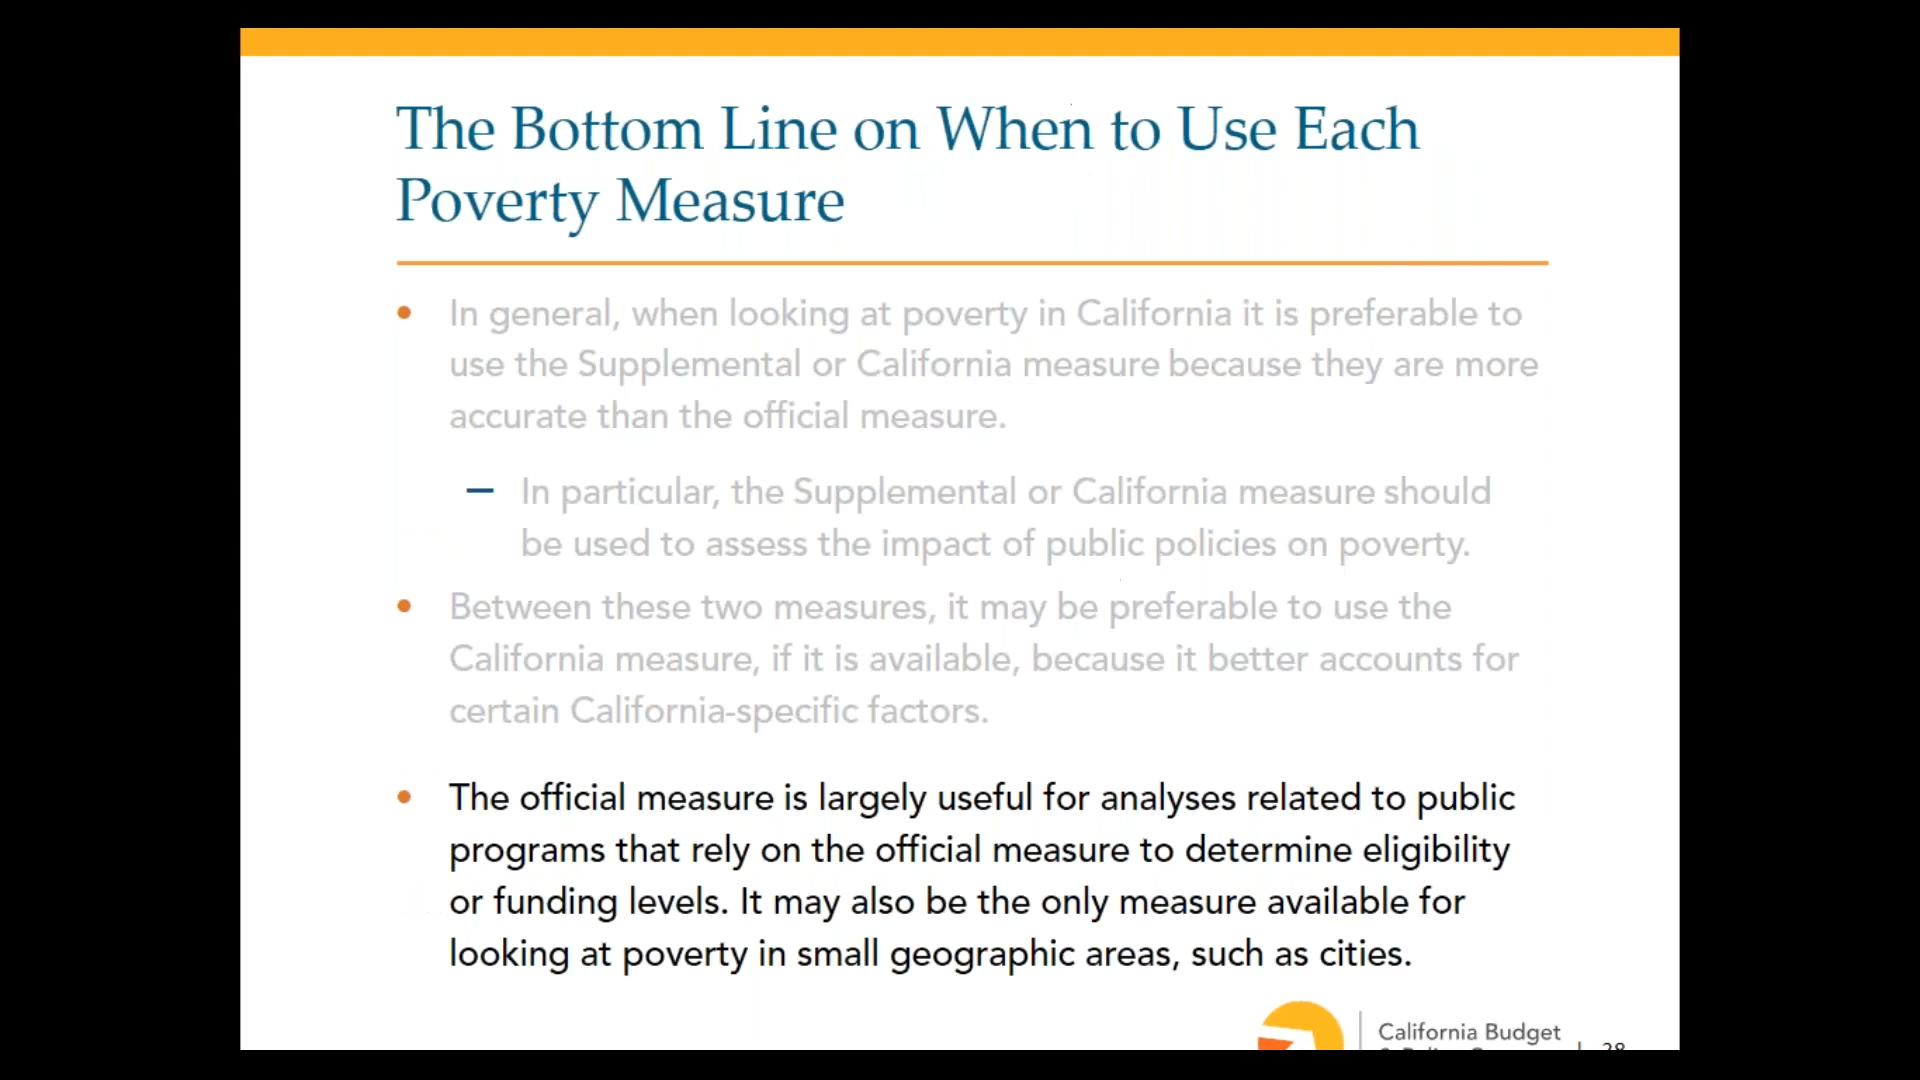 The Bottom Line on When to Use Each
Poverty Measure
• In general, when looking at poverty in California it is preferable to
use the Supplemental or California measure because they are more
accurate than the official measure.
– In particular, the Supplemental or California measure should
be used to assess the impact of public policies on poverty.
• Between these two measures, it may be preferable to use the
California measure, if it is available, because it better accounts for
certain California-specific factors.
• The official measure is largely useful for analyses related to public
programs that rely on the official measure to determine eligibility
or funding levels. It may also be the only measure available for
looking at poverty in small geographic areas, such as cities.
California Budget